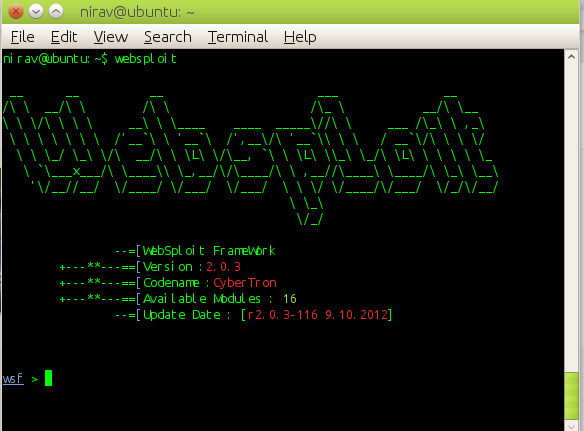 nirav@ubuntu: ~
File Edit View Search Terminal Help
nirav@ubuntu:~$ websploit
WebSploit
--=[WebSploit FrameWork
+---**---==[Version :2.0.3
+---**---==[Codename :CyberTron
+---**---==[Available Modules : 16
--=[Update Date : [r2.0.3-116 9.10.2012]
wsf >